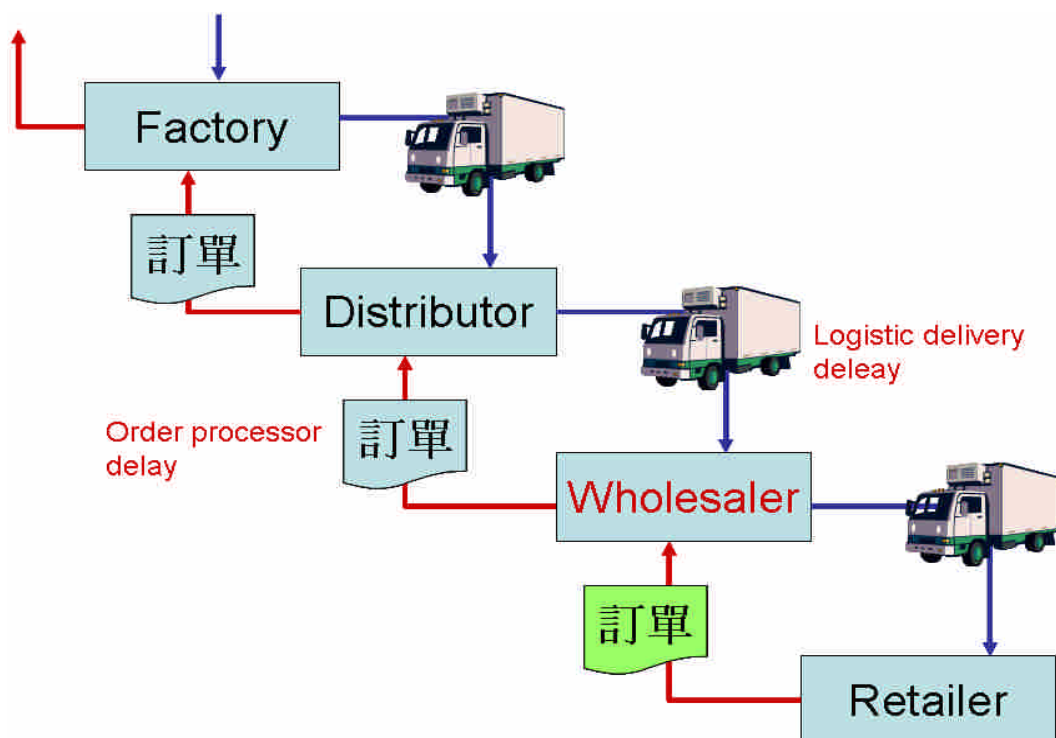 Factory
訂單
Distributor
Logistic delivery
deleay
Order processor
delay
訂單
Wholesaler
訂單
Retailer